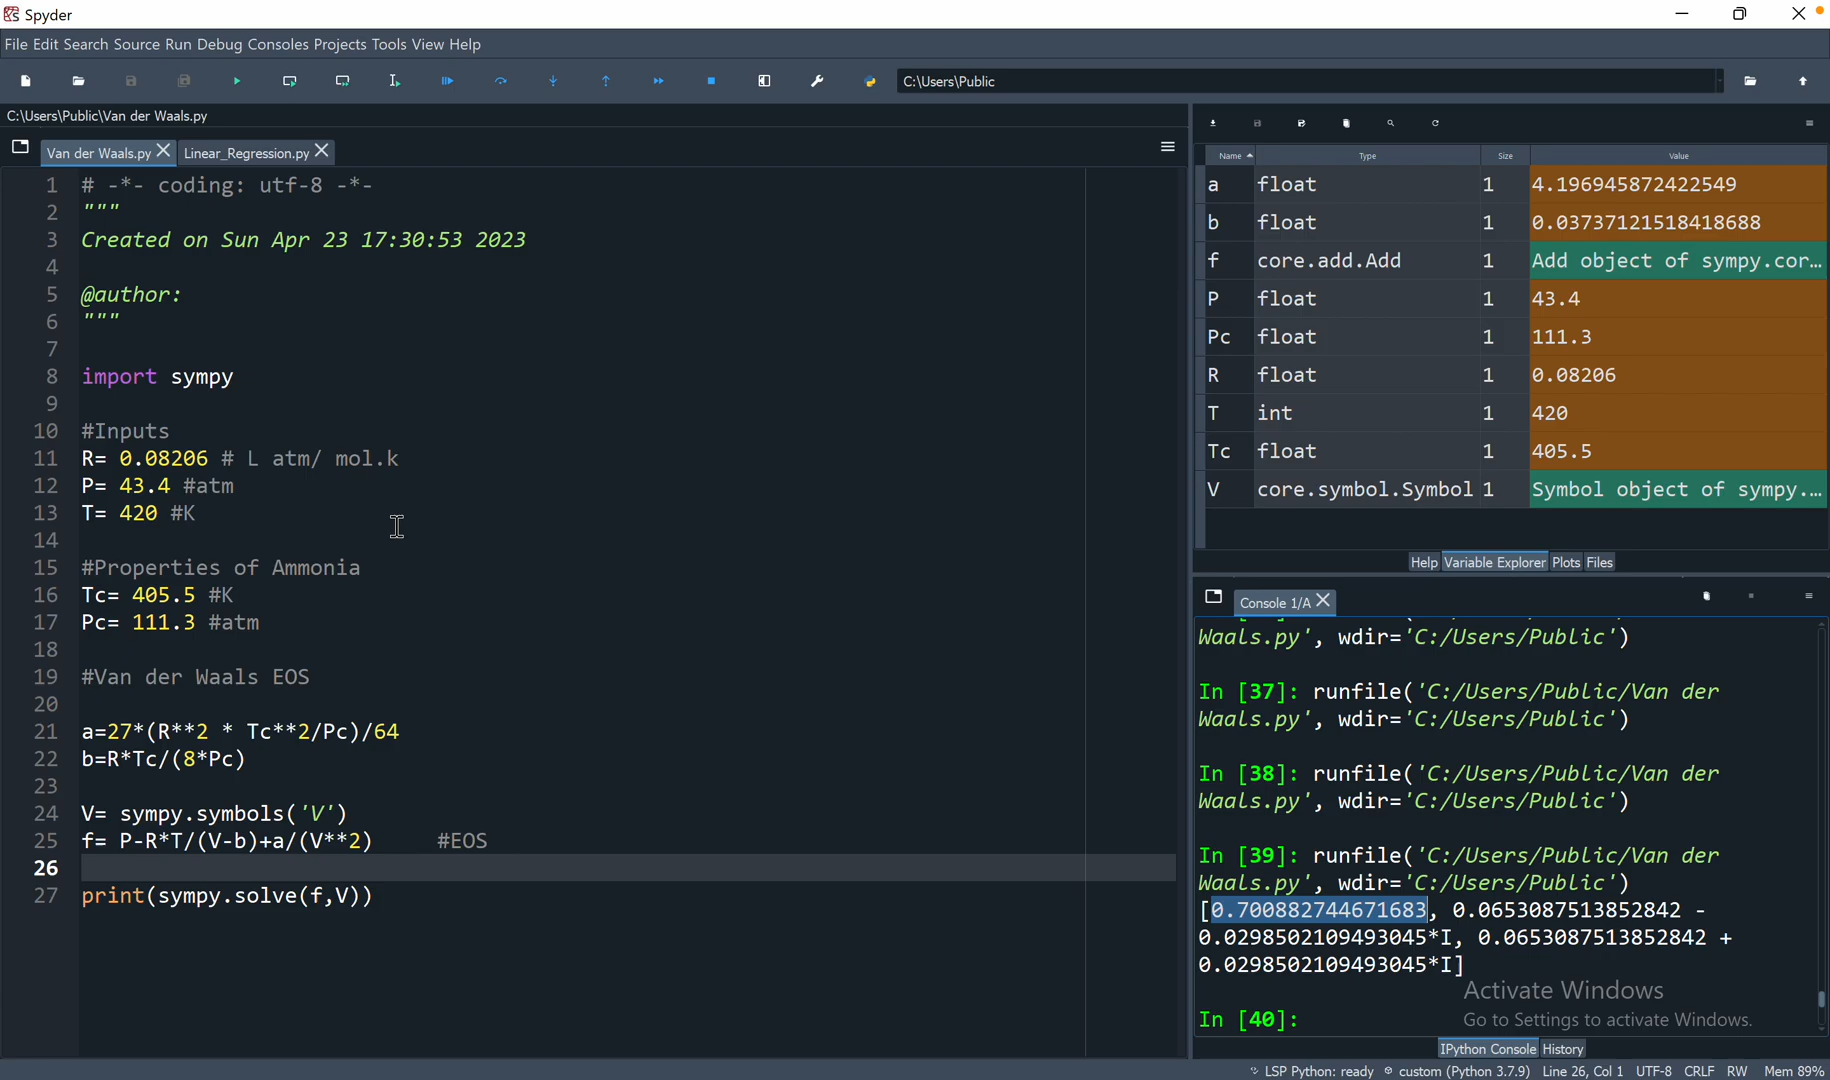 Spyder
File Edit Search Source Run Debug Consoles Projects Tools View Help
C:\Users\Public
C:\Users\Public\Van der Waals.py
Van der Waals.py Linear_Regression.py
1 # -*- coding: utf-8 -*-
2 """
3 Created on Sun Apr 23 17:30:53 2023
4
5 @author:
6 """
7
8 import sympy
9
10 #Inputs
11 R= 0.08206 # L atm/ mol.k
12 P= 43.4 #atm
13 T= 420 #K
14
15 #Properties of Ammonia
16 Tc= 405.5 #K
17 Pc= 111.3 #atm
18
19 #Van der Waals EOS
20
21 a=27*(R**2 * Tc**2/Pc)/64
22 b=R*Tc/(8*Pc)
23
24 V= sympy.symbols('V')
25 f= P-R*T/(V-b)+a/(V**2) #EOS
26
27 print(sympy.solve(f,V))
Name Type Size Value
a float 1 4.196945872422549
b float 1 0.03737121518418688
f core.add.Add 1 Add object of sympy.cor…
P float 1 43.4
Pc float 1 111.3
R float 1 0.08206
T int 1 420
Tc float 1 405.5
V core.symbol.Symbol 1 Symbol object of sympy.…
Help Variable Explorer Plots Files
Console 1/A
Waals.py', wdir='C:/Users/Public')
In [37]: runfile('C:/Users/Public/Van der
Waals.py', wdir='C:/Users/Public')
In [38]: runfile('C:/Users/Public/Van der
Waals.py', wdir='C:/Users/Public')
In [39]: runfile('C:/Users/Public/Van der
Waals.py', wdir='C:/Users/Public')
[0.700882744671683, 0.0653087513852842 -
0.0298502109493045*I, 0.0653087513852842 +
0.0298502109493045*I]
Activate Windows
In [40]:
Go to Settings to activate Windows.
IPython Console History
LSP Python: ready custom (Python 3.7.9) Line 26, Col 1 UTF-8 CRLF RW Mem 89%